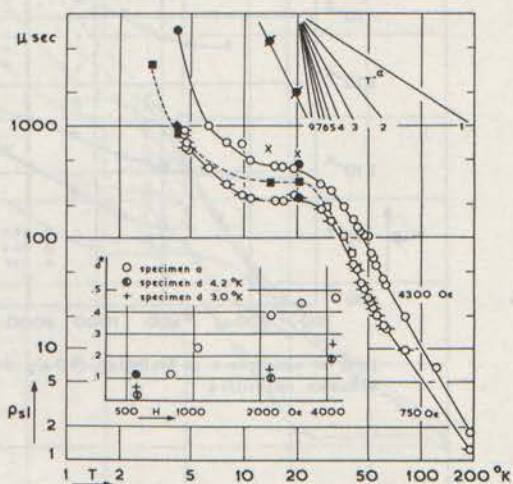 μsec
1000
100
10
5
ρsl
2
1
T^-α
9 7 6 5 4 3 2 1
d*
.5
.4
.3
.2
.1
○ specimen a
specimen d 4.2 °K
+ specimen d 3.0 °K
500 H 1000 2000 Oe 4000
4300 Oe
750 Oe
1 T 2 5 10 20 50 100 200 °K